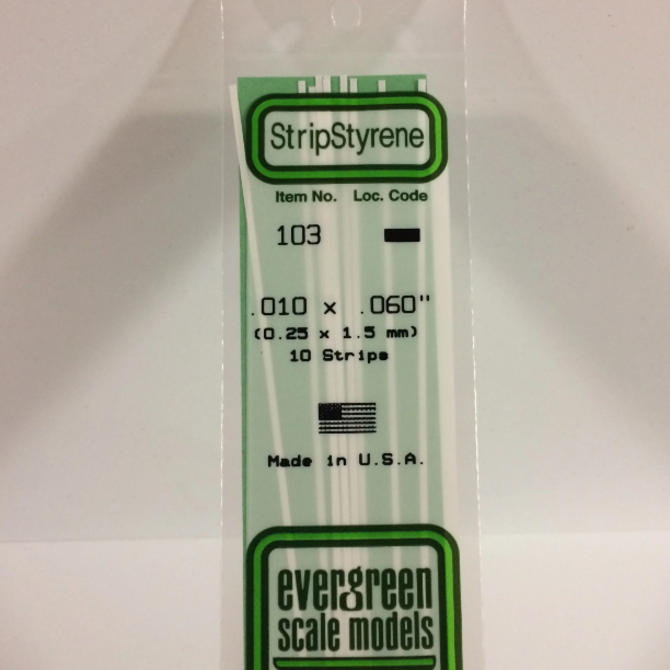 StripStyrene
Item No. Loc. Code
103
.010 x .060"
(0.25 x 1.5 mm)
10 Strips
Made in U.S.A.
evergreen
scale models